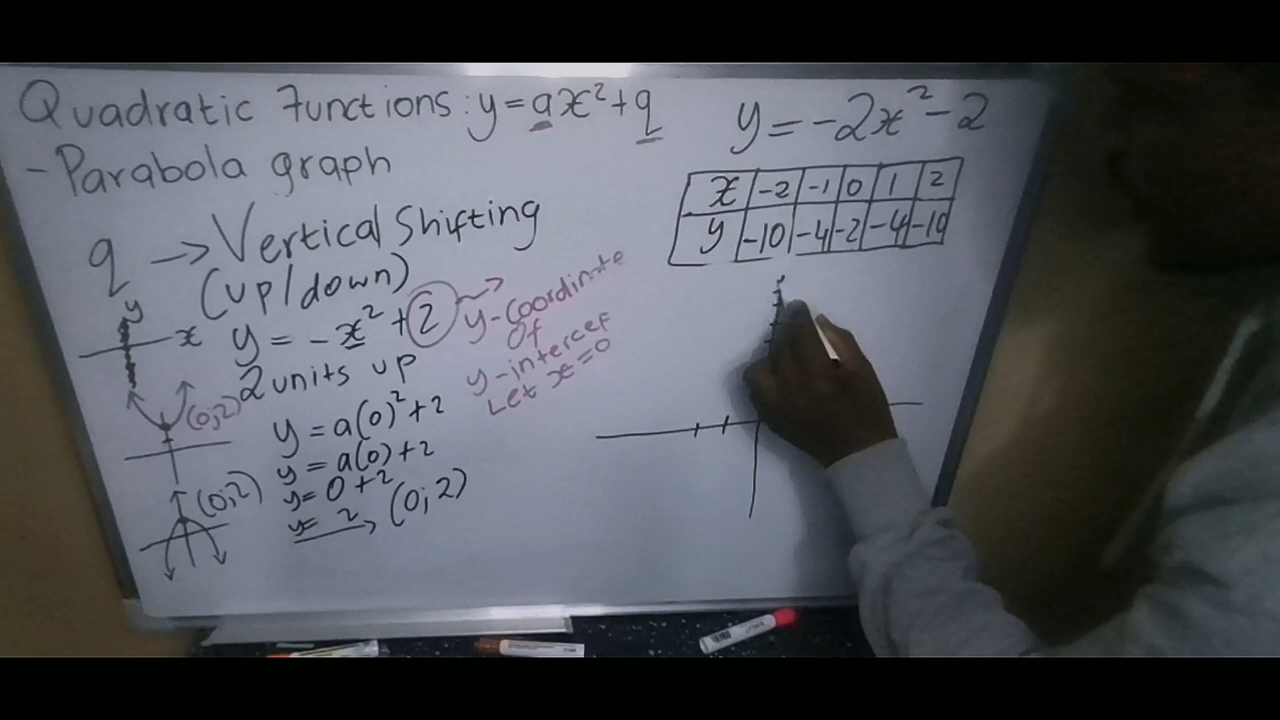 Quadratic Functions: y = ax² + q
- Parabola graph
q → Vertical Shifting
(up/down)
y
x
y = -x² + 2 → y-coordinate
Of
y-intercep
Let x = 0
2 units up
(0;2)
y = a(0)² + 2
y = a(0) + 2
y = 0 + 2
y = 2, (0; 2)
(0;2)
y = -2x² - 2
x -2 -1 0 1 2
y -10 -4 -2 -4 -10